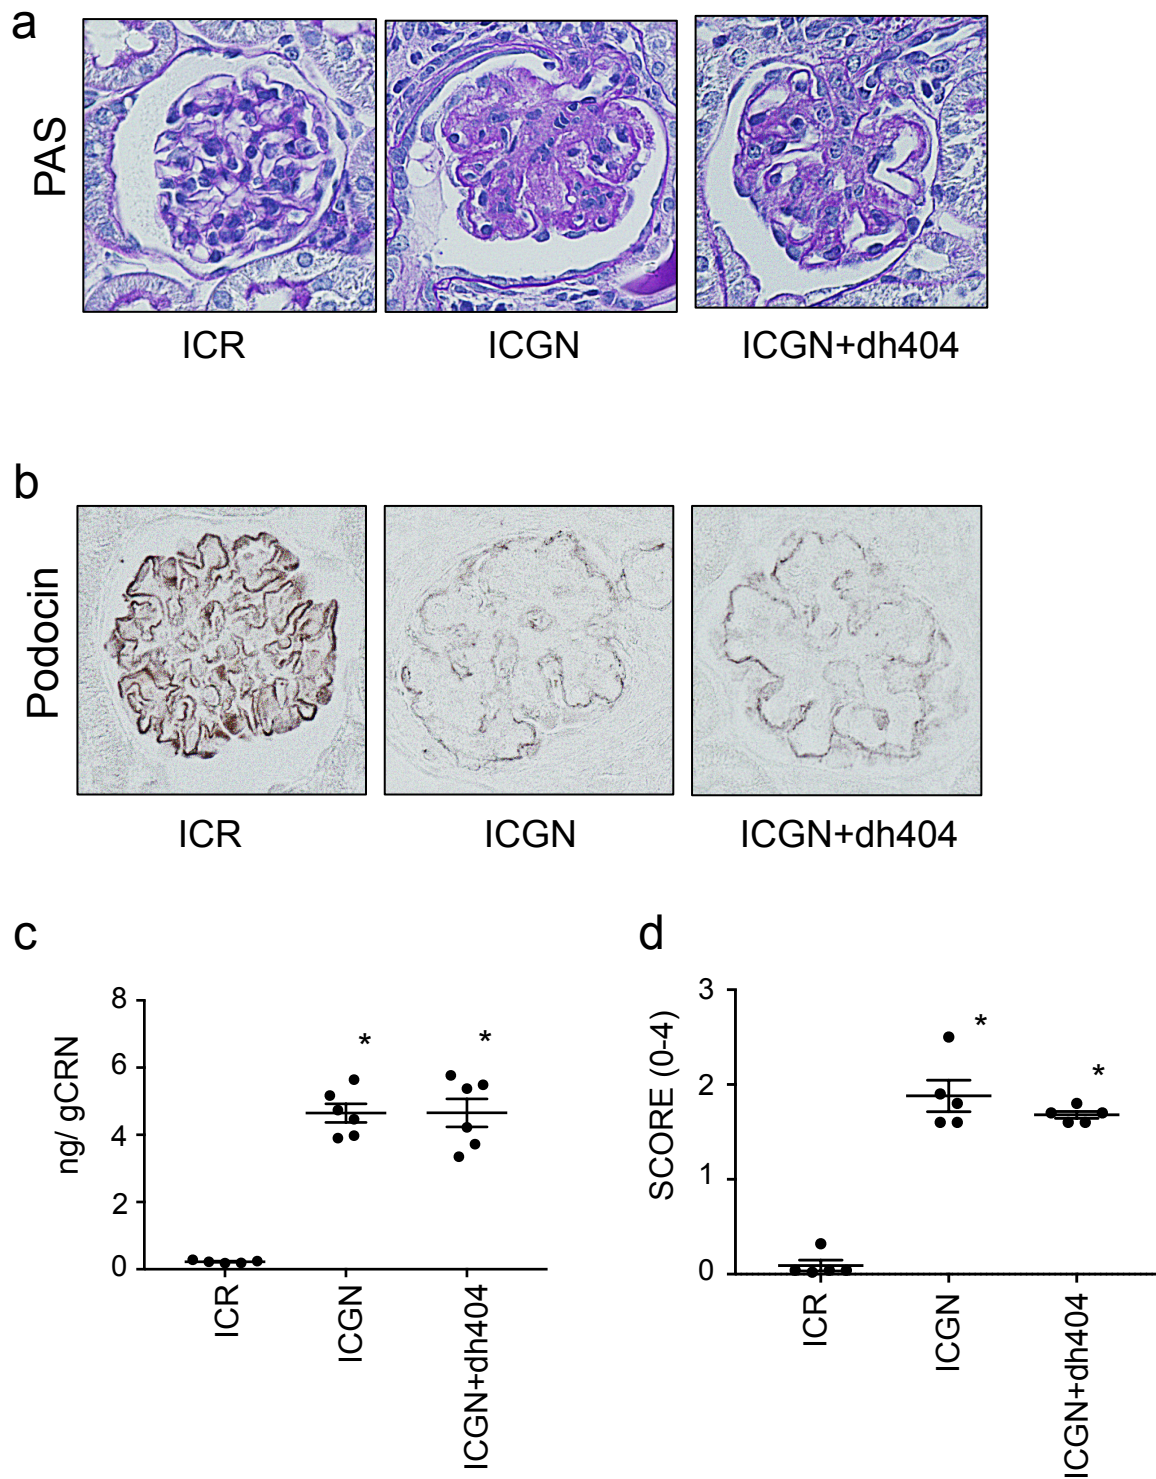 a
PAS
ICR
ICGN
ICGN+dh404
b
Podocin
ICR
ICGN
ICGN+dh404
c
ng/ gCRN
8
6
4
2
0
*
*
ICR
ICGN
ICGN+dh404
d
SCORE (0-4)
3
2
1
0
*
*
ICR
ICGN
ICGN+dh404